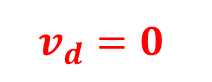 v_d = 0